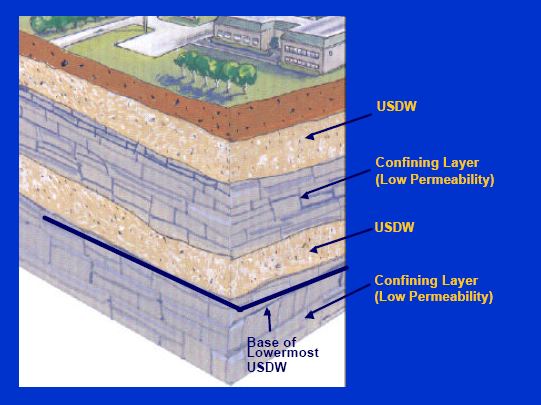 USDW
Confining Layer
(Low Permeability)
USDW
Confining Layer
(Low Permeability)
Base of
Lowermost
USDW